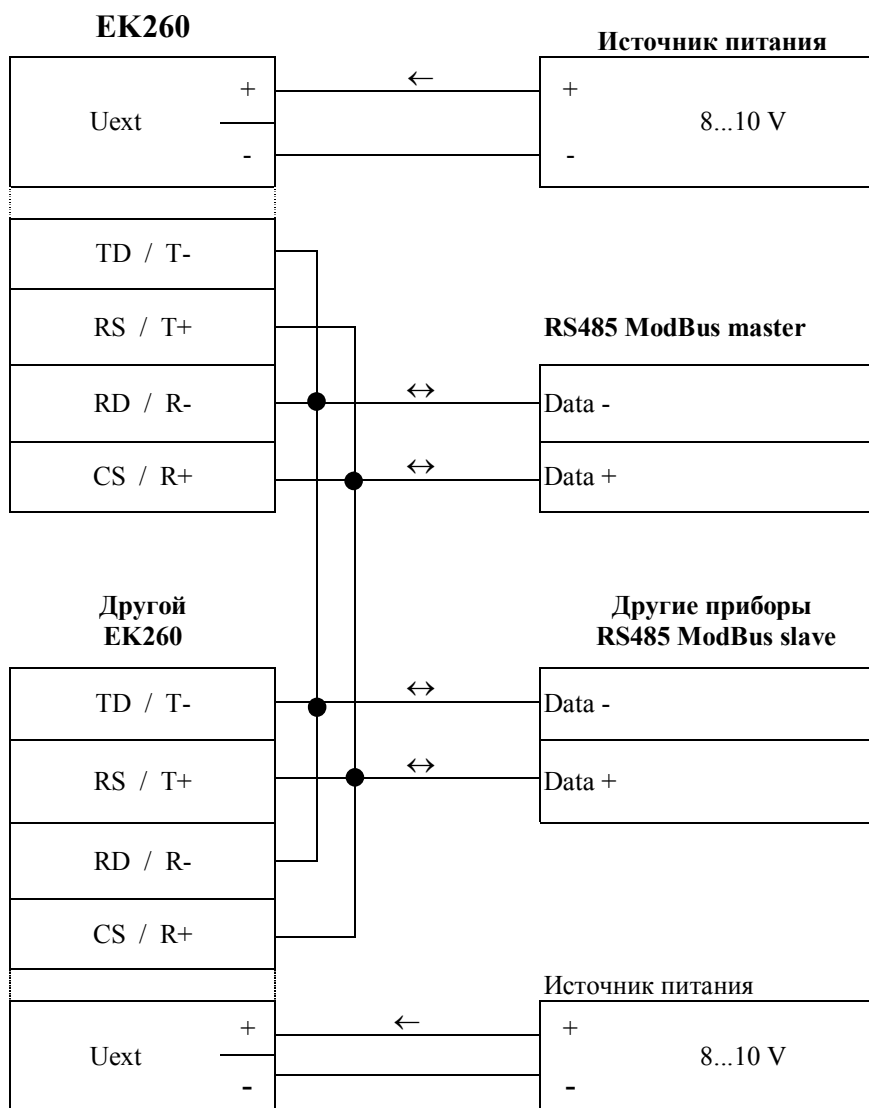 EK260
Источник питания
+
←
+
Uext
8...10 V
-
-
TD / T-
RS / T+
RS485 ModBus master
RD / R-
↔
Data -
CS / R+
↔
Data +
Другой
EK260
Другие приборы
RS485 ModBus slave
TD / T-
↔
Data -
RS / T+
↔
Data +
RD / R-
CS / R+
Источник питания
+
←
+
Uext
8...10 V
-
-